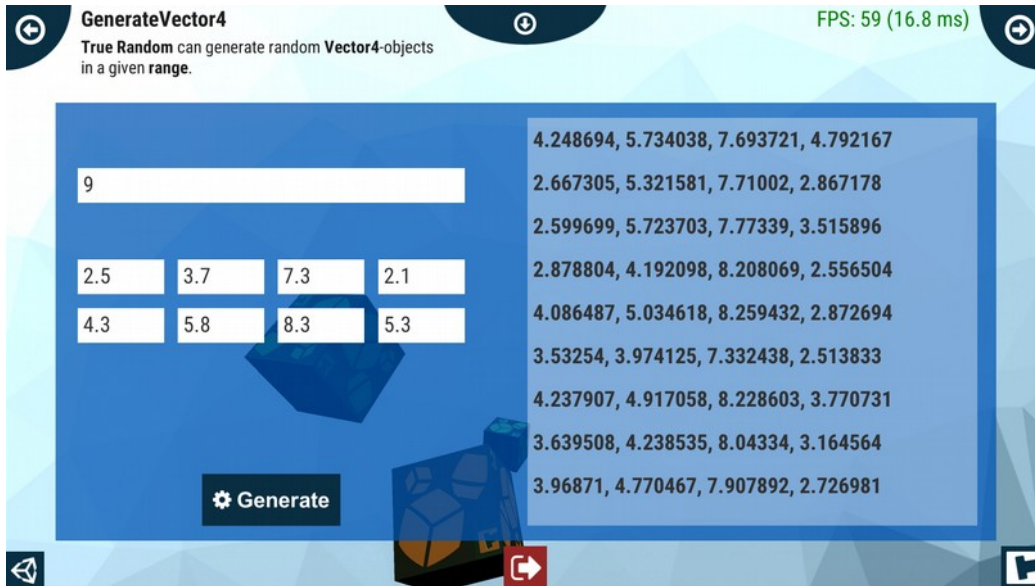 GenerateVector4
True Random can generate random Vector4-objects
in a given range.
FPS: 59 (16.8 ms)
9
2.5 3.7 7.3 2.1
4.3 5.8 8.3 5.3
Generate
4.248694, 5.734038, 7.693721, 4.792167
2.667305, 5.321581, 7.71002, 2.867178
2.599699, 5.723703, 7.77339, 3.515896
2.878804, 4.192098, 8.208069, 2.556504
4.086487, 5.034618, 8.259432, 2.872694
3.53254, 3.974125, 7.332438, 2.513833
4.237907, 4.917058, 8.228603, 3.770731
3.639508, 4.238535, 8.04334, 3.164564
3.96871, 4.770467, 7.907892, 2.726981